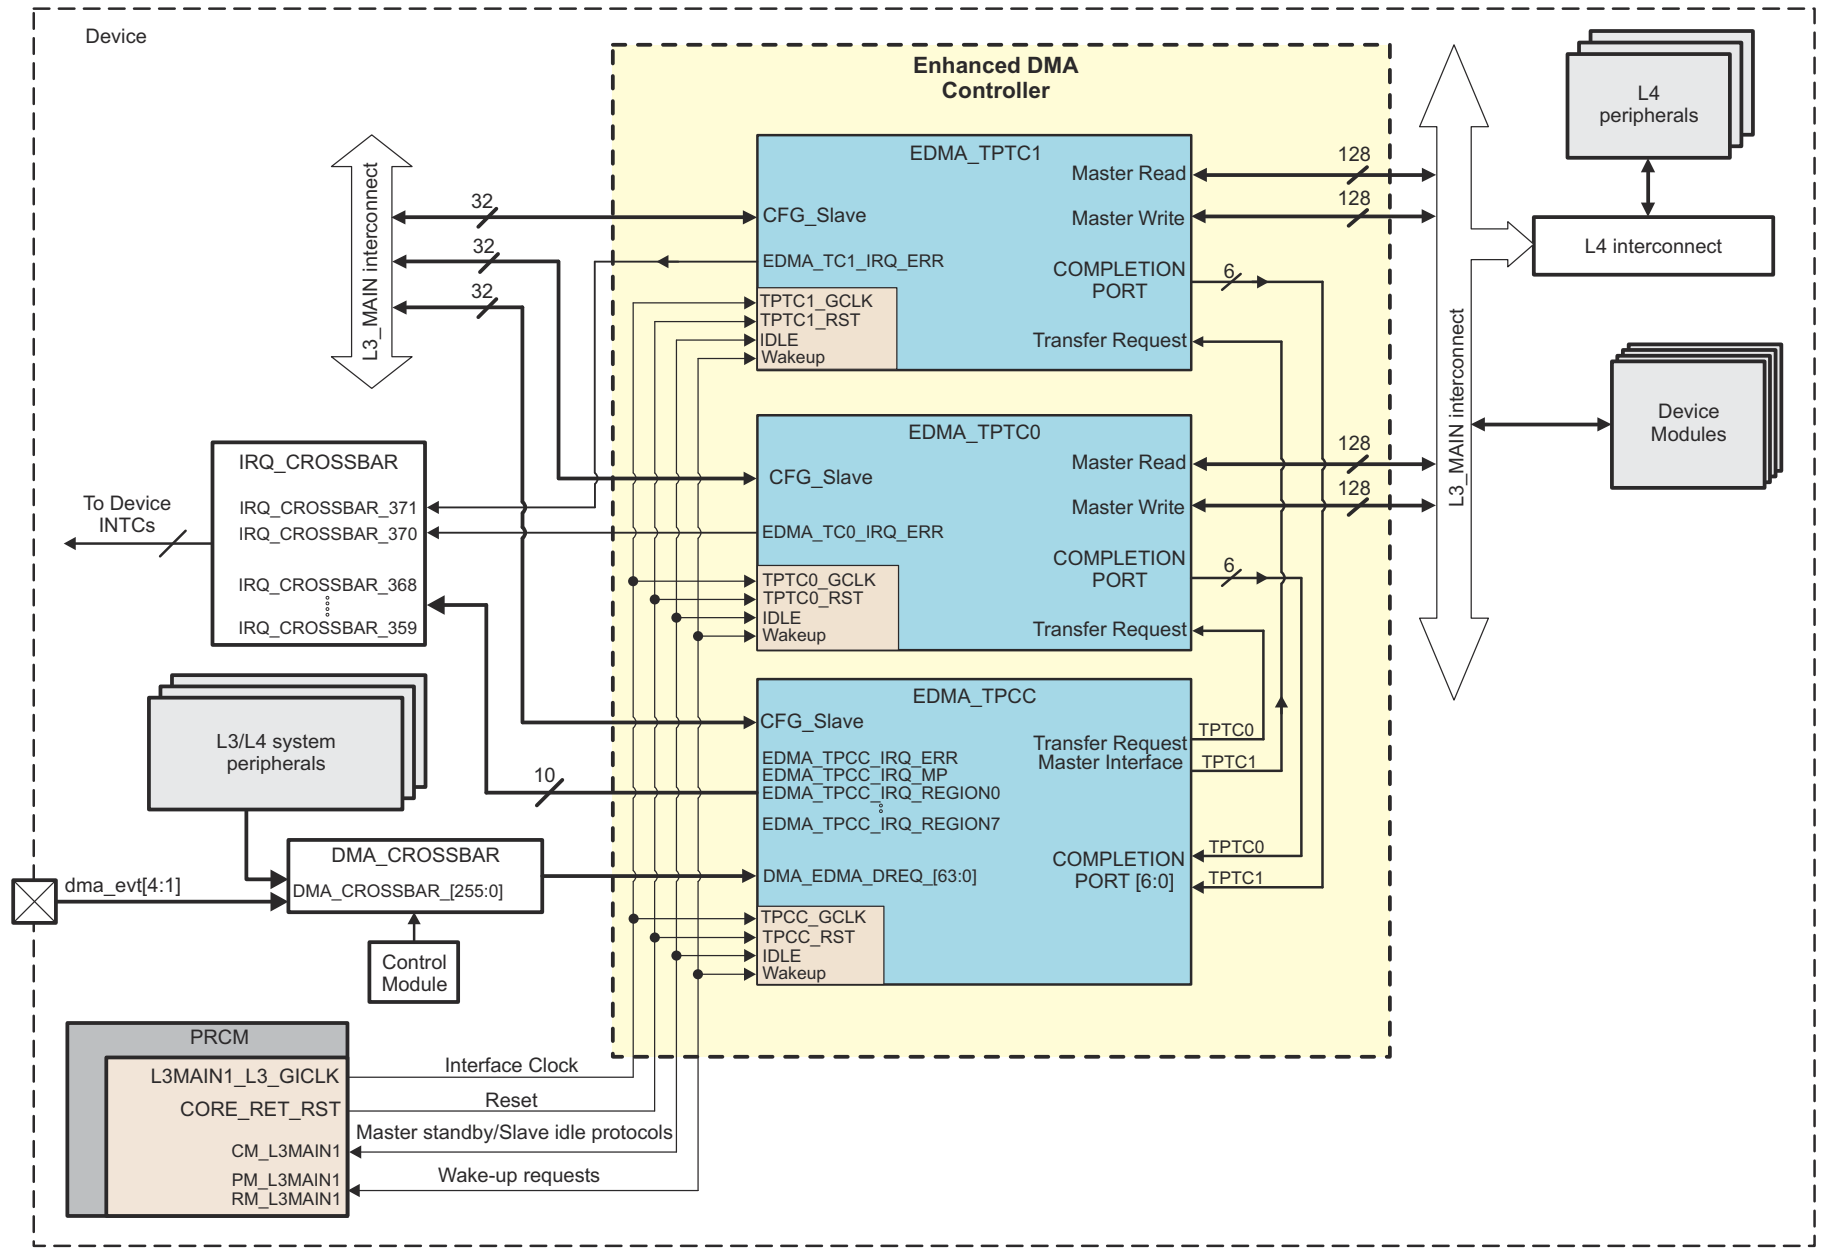 Device
Enhanced DMA
Controller
L3_MAIN interconnect
32
32
32
EDMA_TPTC1
Master Read
Master Write
CFG_Slave
EDMA_TC1_IRQ_ERR
COMPLETION
PORT
TPTC1_GCLK
TPTC1_RST
IDLE
Wakeup
Transfer Request
128
128
6
L4
peripherals
L4 interconnect
L3_MAIN interconnect
Device
Modules
IRQ_CROSSBAR
IRQ_CROSSBAR_371
IRQ_CROSSBAR_370
IRQ_CROSSBAR_368
IRQ_CROSSBAR_359
To Device
INTCs
EDMA_TPTC0
Master Read
CFG_Slave
Master Write
EDMA_TC0_IRQ_ERR
COMPLETION
PORT
TPTC0_GCLK
TPTC0_RST
IDLE
Wakeup
Transfer Request
128
128
6
L3/L4 system
peripherals
10
EDMA_TPCC
CFG_Slave
Transfer Request
Master Interface
EDMA_TPCC_IRQ_ERR
EDMA_TPCC_IRQ_MP
EDMA_TPCC_IRQ_REGION0
EDMA_TPCC_IRQ_REGION7
COMPLETION
PORT [6:0]
DMA_EDMA_DREQ_[63:0]
TPCC_GCLK
TPCC_RST
IDLE
Wakeup
TPTC0
TPTC1
TPTC0
TPTC1
DMA_CROSSBAR
DMA_CROSSBAR_[255:0]
dma_evt[4:1]
Control
Module
PRCM
L3MAIN1_L3_GICLK
CORE_RET_RST
CM_L3MAIN1
PM_L3MAIN1
RM_L3MAIN1
Interface Clock
Reset
Master standby/Slave idle protocols
Wake-up requests